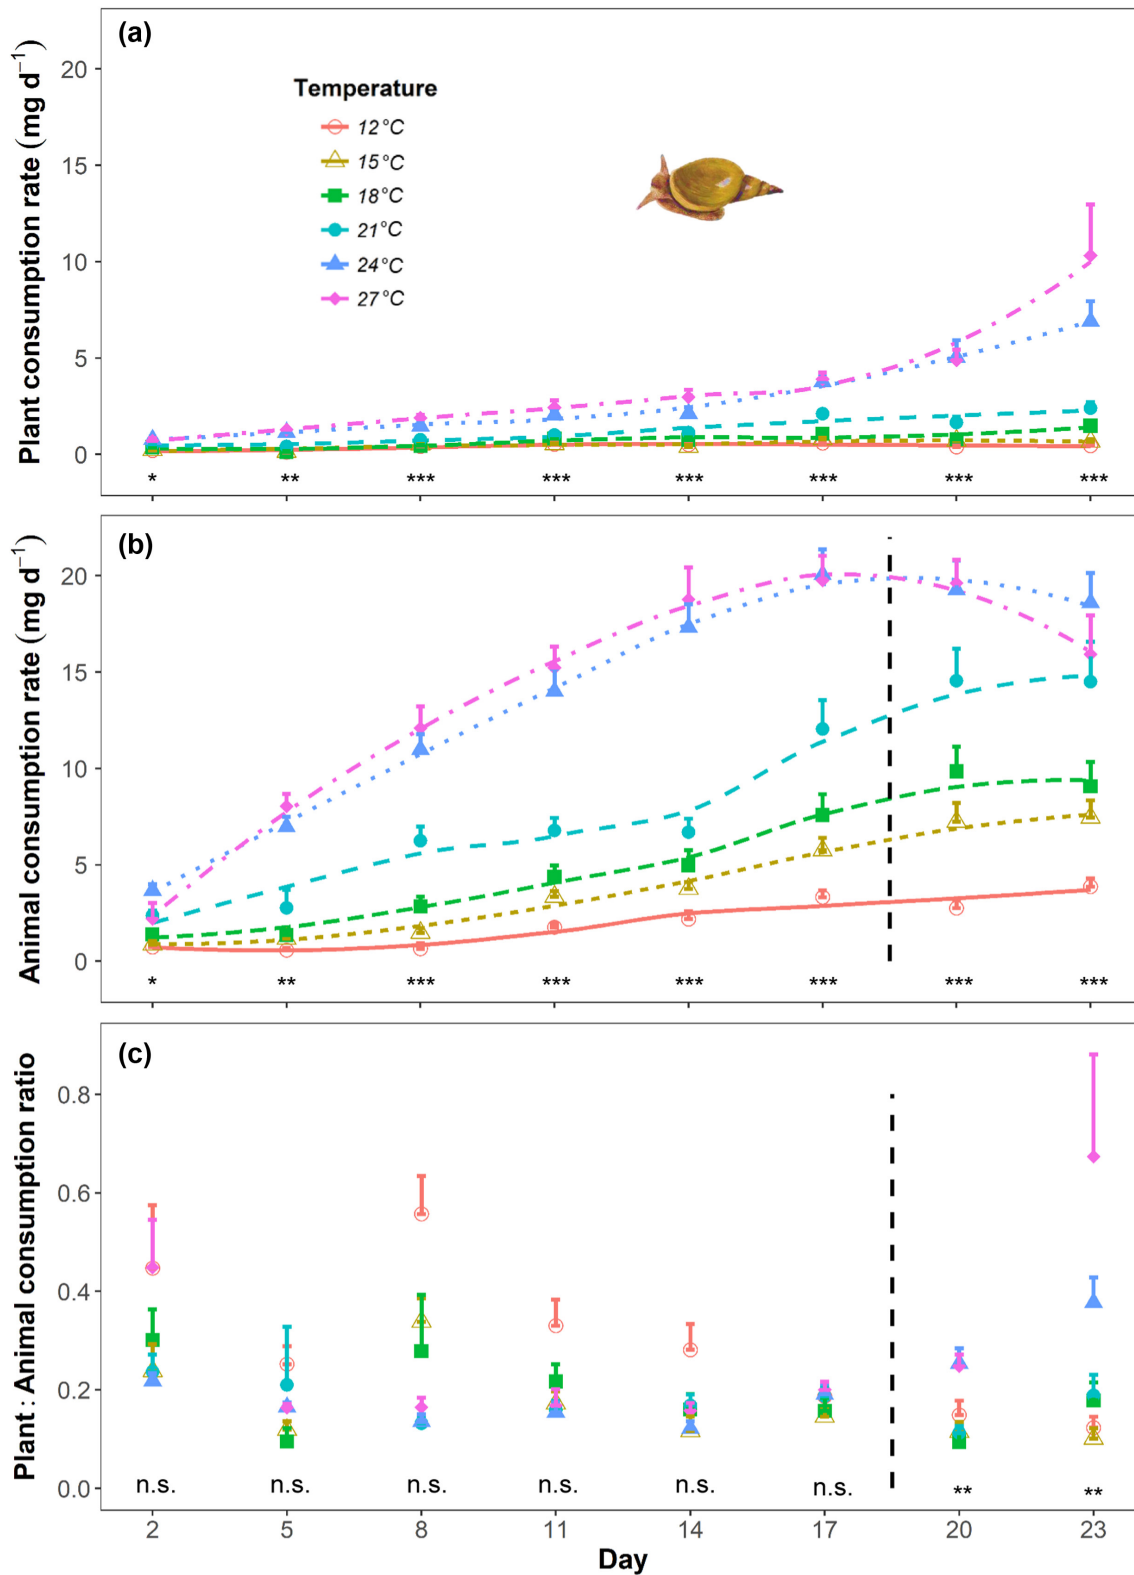 (a)
Plant consumption rate (mg d⁻¹)
20
15
10
5
0
Temperature
12°C
15°C
18°C
21°C
24°C
27°C
* ** *** *** *** *** *** ***
(b)
Animal consumption rate (mg d⁻¹)
20
15
10
5
0
* ** *** *** *** *** *** ***
(c)
Plant : Animal consumption ratio
0.8
0.6
0.4
0.2
0.0
n.s. n.s. n.s. n.s. n.s. n.s. ** **
2 5 8 11 14 17 20 23
Day